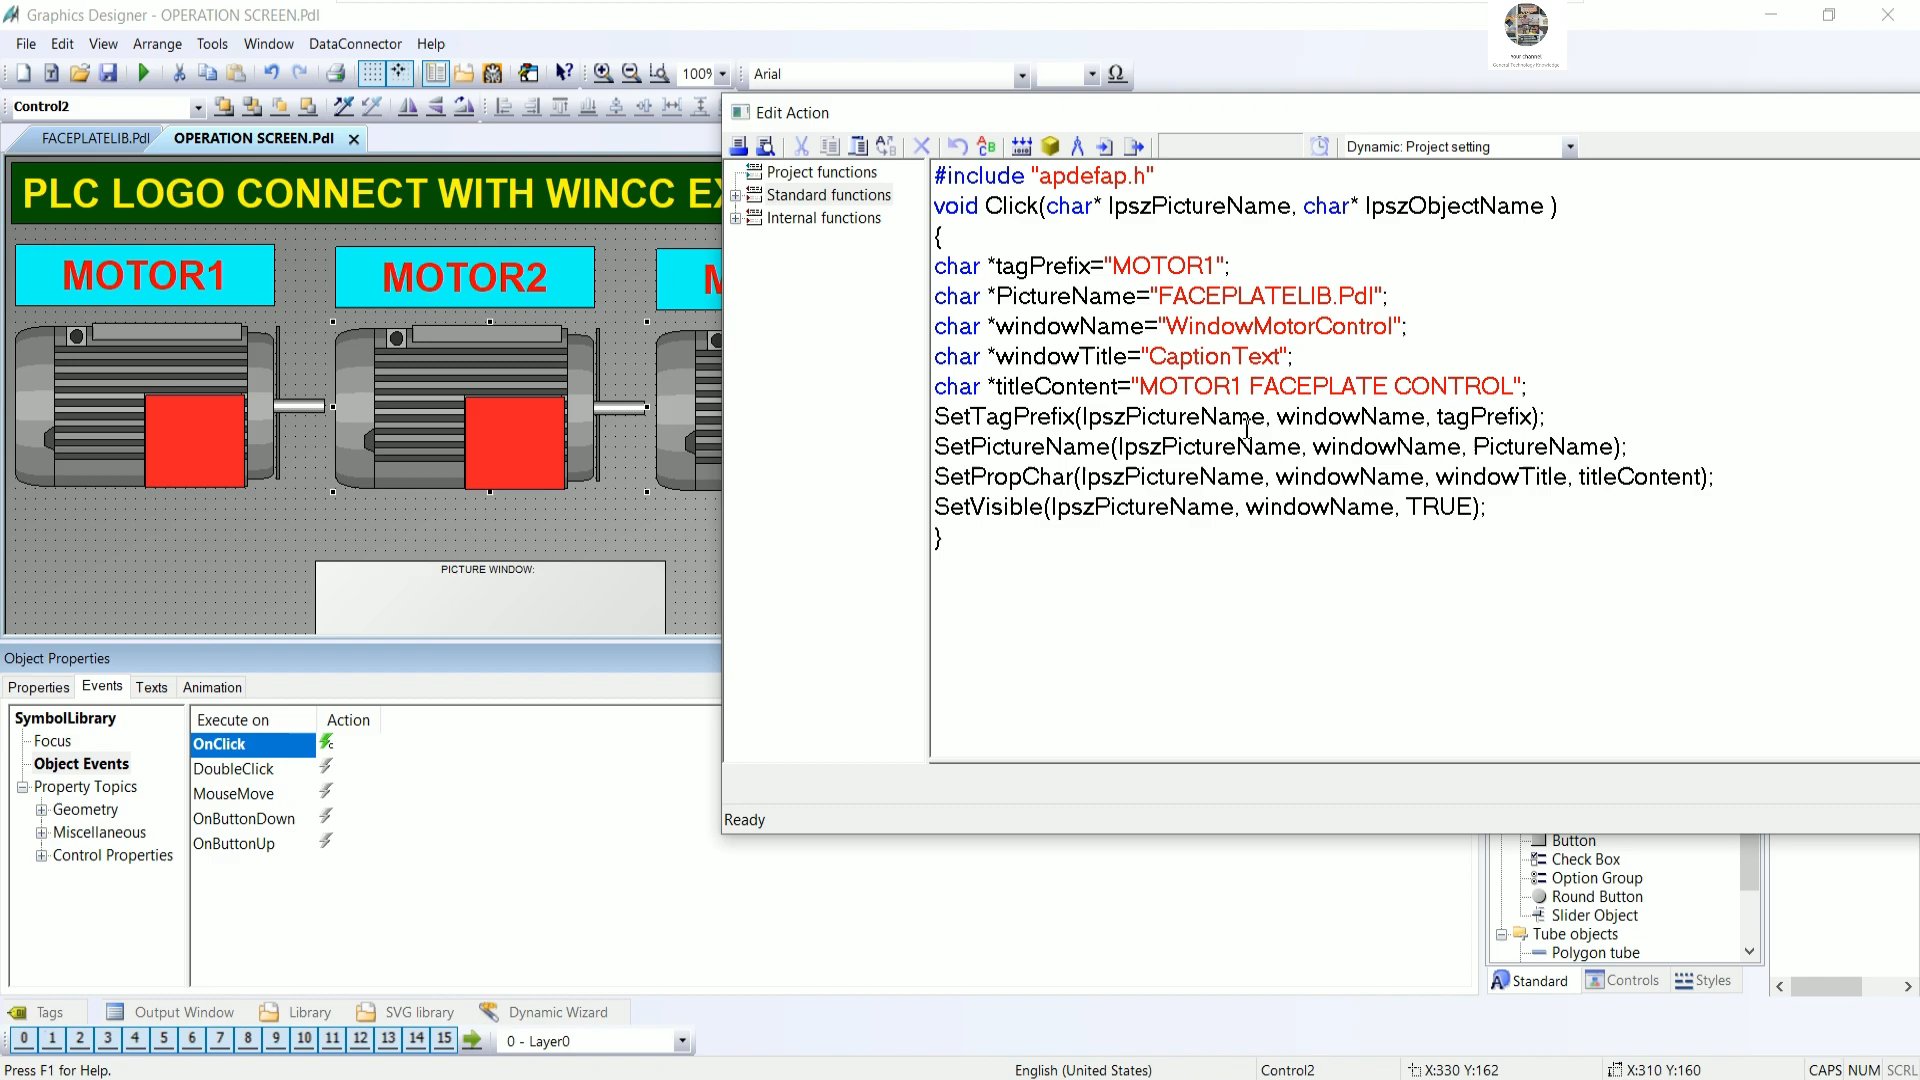 Graphics Designer - OPERATION SCREEN.Pdl
Your channel
General Technology Knowledge
File Edit View Arrange Tools Window DataConnector Help
100% Arial Ω
Control2
FACEPLATELIB.Pdl OPERATION SCREEN.Pdl
Edit Action
Dynamic: Project setting
PLC LOGO CONNECT WITH WINCC EX
MOTOR1
MOTOR2
M
PICTURE WINDOW:
Project functions
Standard functions
Internal functions
#include "apdefap.h"
void Click(char* lpszPictureName, char* lpszObjectName )
{
char *tagPrefix="MOTOR1";
char *PictureName="FACEPLATELIB.Pdl";
char *windowName="WindowMotorControl";
char *windowTitle="CaptionText";
char *titleContent="MOTOR1 FACEPLATE CONTROL";
SetTagPrefix(lpszPictureName, windowName, tagPrefix);
SetPictureName(lpszPictureName, windowName, PictureName);
SetPropChar(lpszPictureName, windowName, windowTitle, titleContent);
SetVisible(lpszPictureName, windowName, TRUE);
}
Ready
Object Properties
Properties Events Texts Animation
SymbolLibrary
Focus
Object Events
Property Topics
Geometry
Miscellaneous
Control Properties
Execute on Action
OnClick
DoubleClick
MouseMove
OnButtonDown
OnButtonUp
Button
Check Box
Option Group
Round Button
Slider Object
Tube objects
Polygon tube
Standard Controls Styles
Tags Output Window Library SVG library Dynamic Wizard
0 1 2 3 4 5 6 7 8 9 10 11 12 13 14 15 0 - Layer0
Press F1 for Help. English (United States) Control2 X:330 Y:162 X:310 Y:160 CAPS NUM SCRL